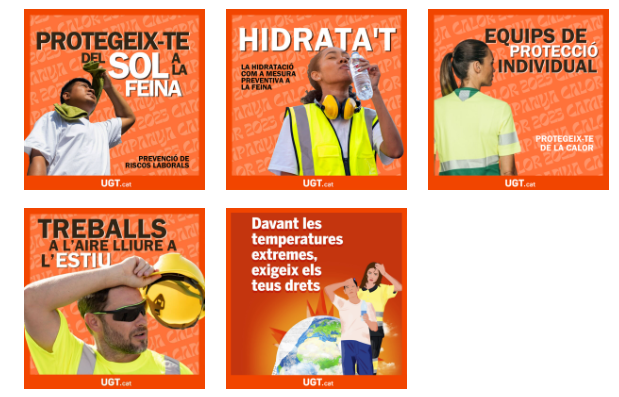 PROTEGEIX-TE
DEL SOL A LA
FEINA
PREVENCIÓ DE
RISCOS LABORALS
UGT.cat
HIDRATA'T
LA HIDRATACIÓ
COM A MESURA
PREVENTIVA A
LA FEINA
UGT.cat
EQUIPS DE
PROTECCIÓ
INDIVIDUAL
PROTEGEIX-TE
DE LA CALOR
UGT.cat
TREBALLS
A L'AIRE LLIURE A
L'ESTIU
UGT.cat
Davant les
temperatures
extremes,
exigeix els
teus drets
UGT.cat